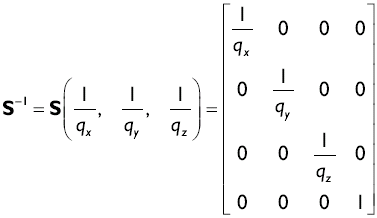 S⁻¹ = S(1/qₓ, 1/q_y, 1/q_z) =
1/qₓ 0 0 0
0 1/q_y 0 0
0 0 1/q_z 0
0 0 0 1